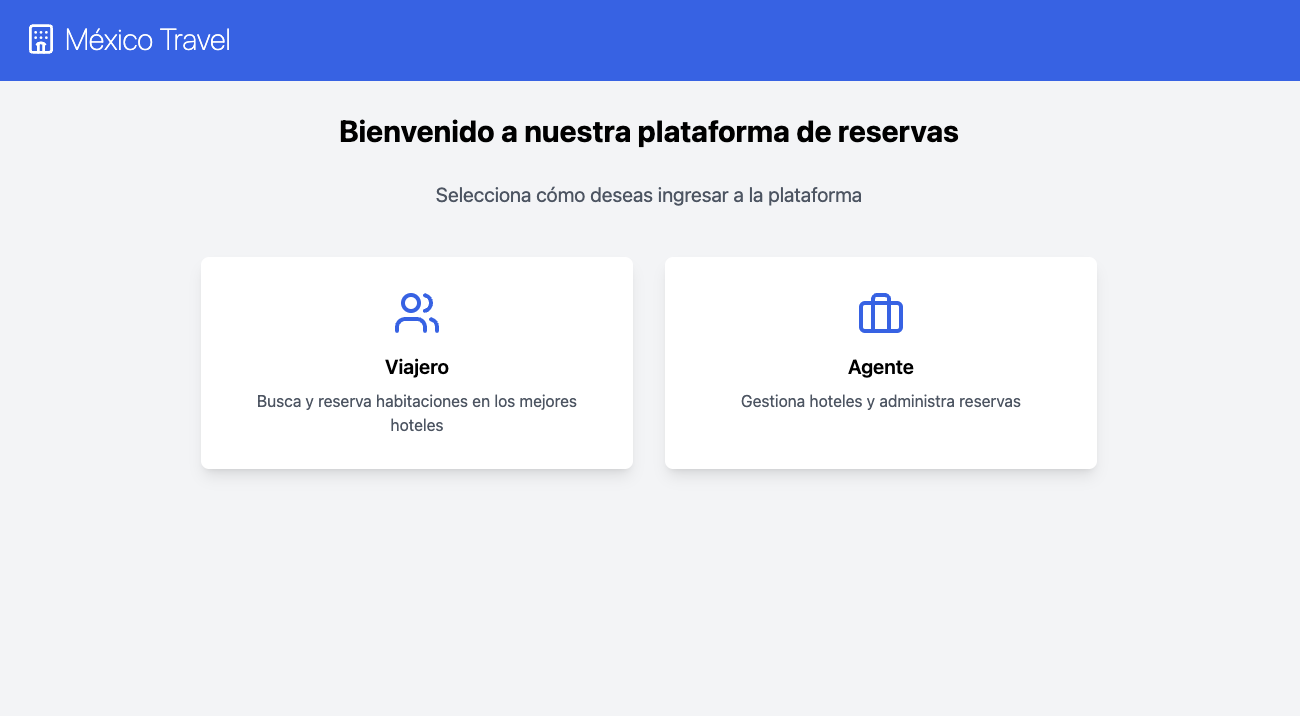 México Travel
Bienvenido a nuestra plataforma de reservas
Selecciona cómo deseas ingresar a la plataforma
Viajero
Busca y reserva habitaciones en los mejores
hoteles
Agente
Gestiona hoteles y administra reservas